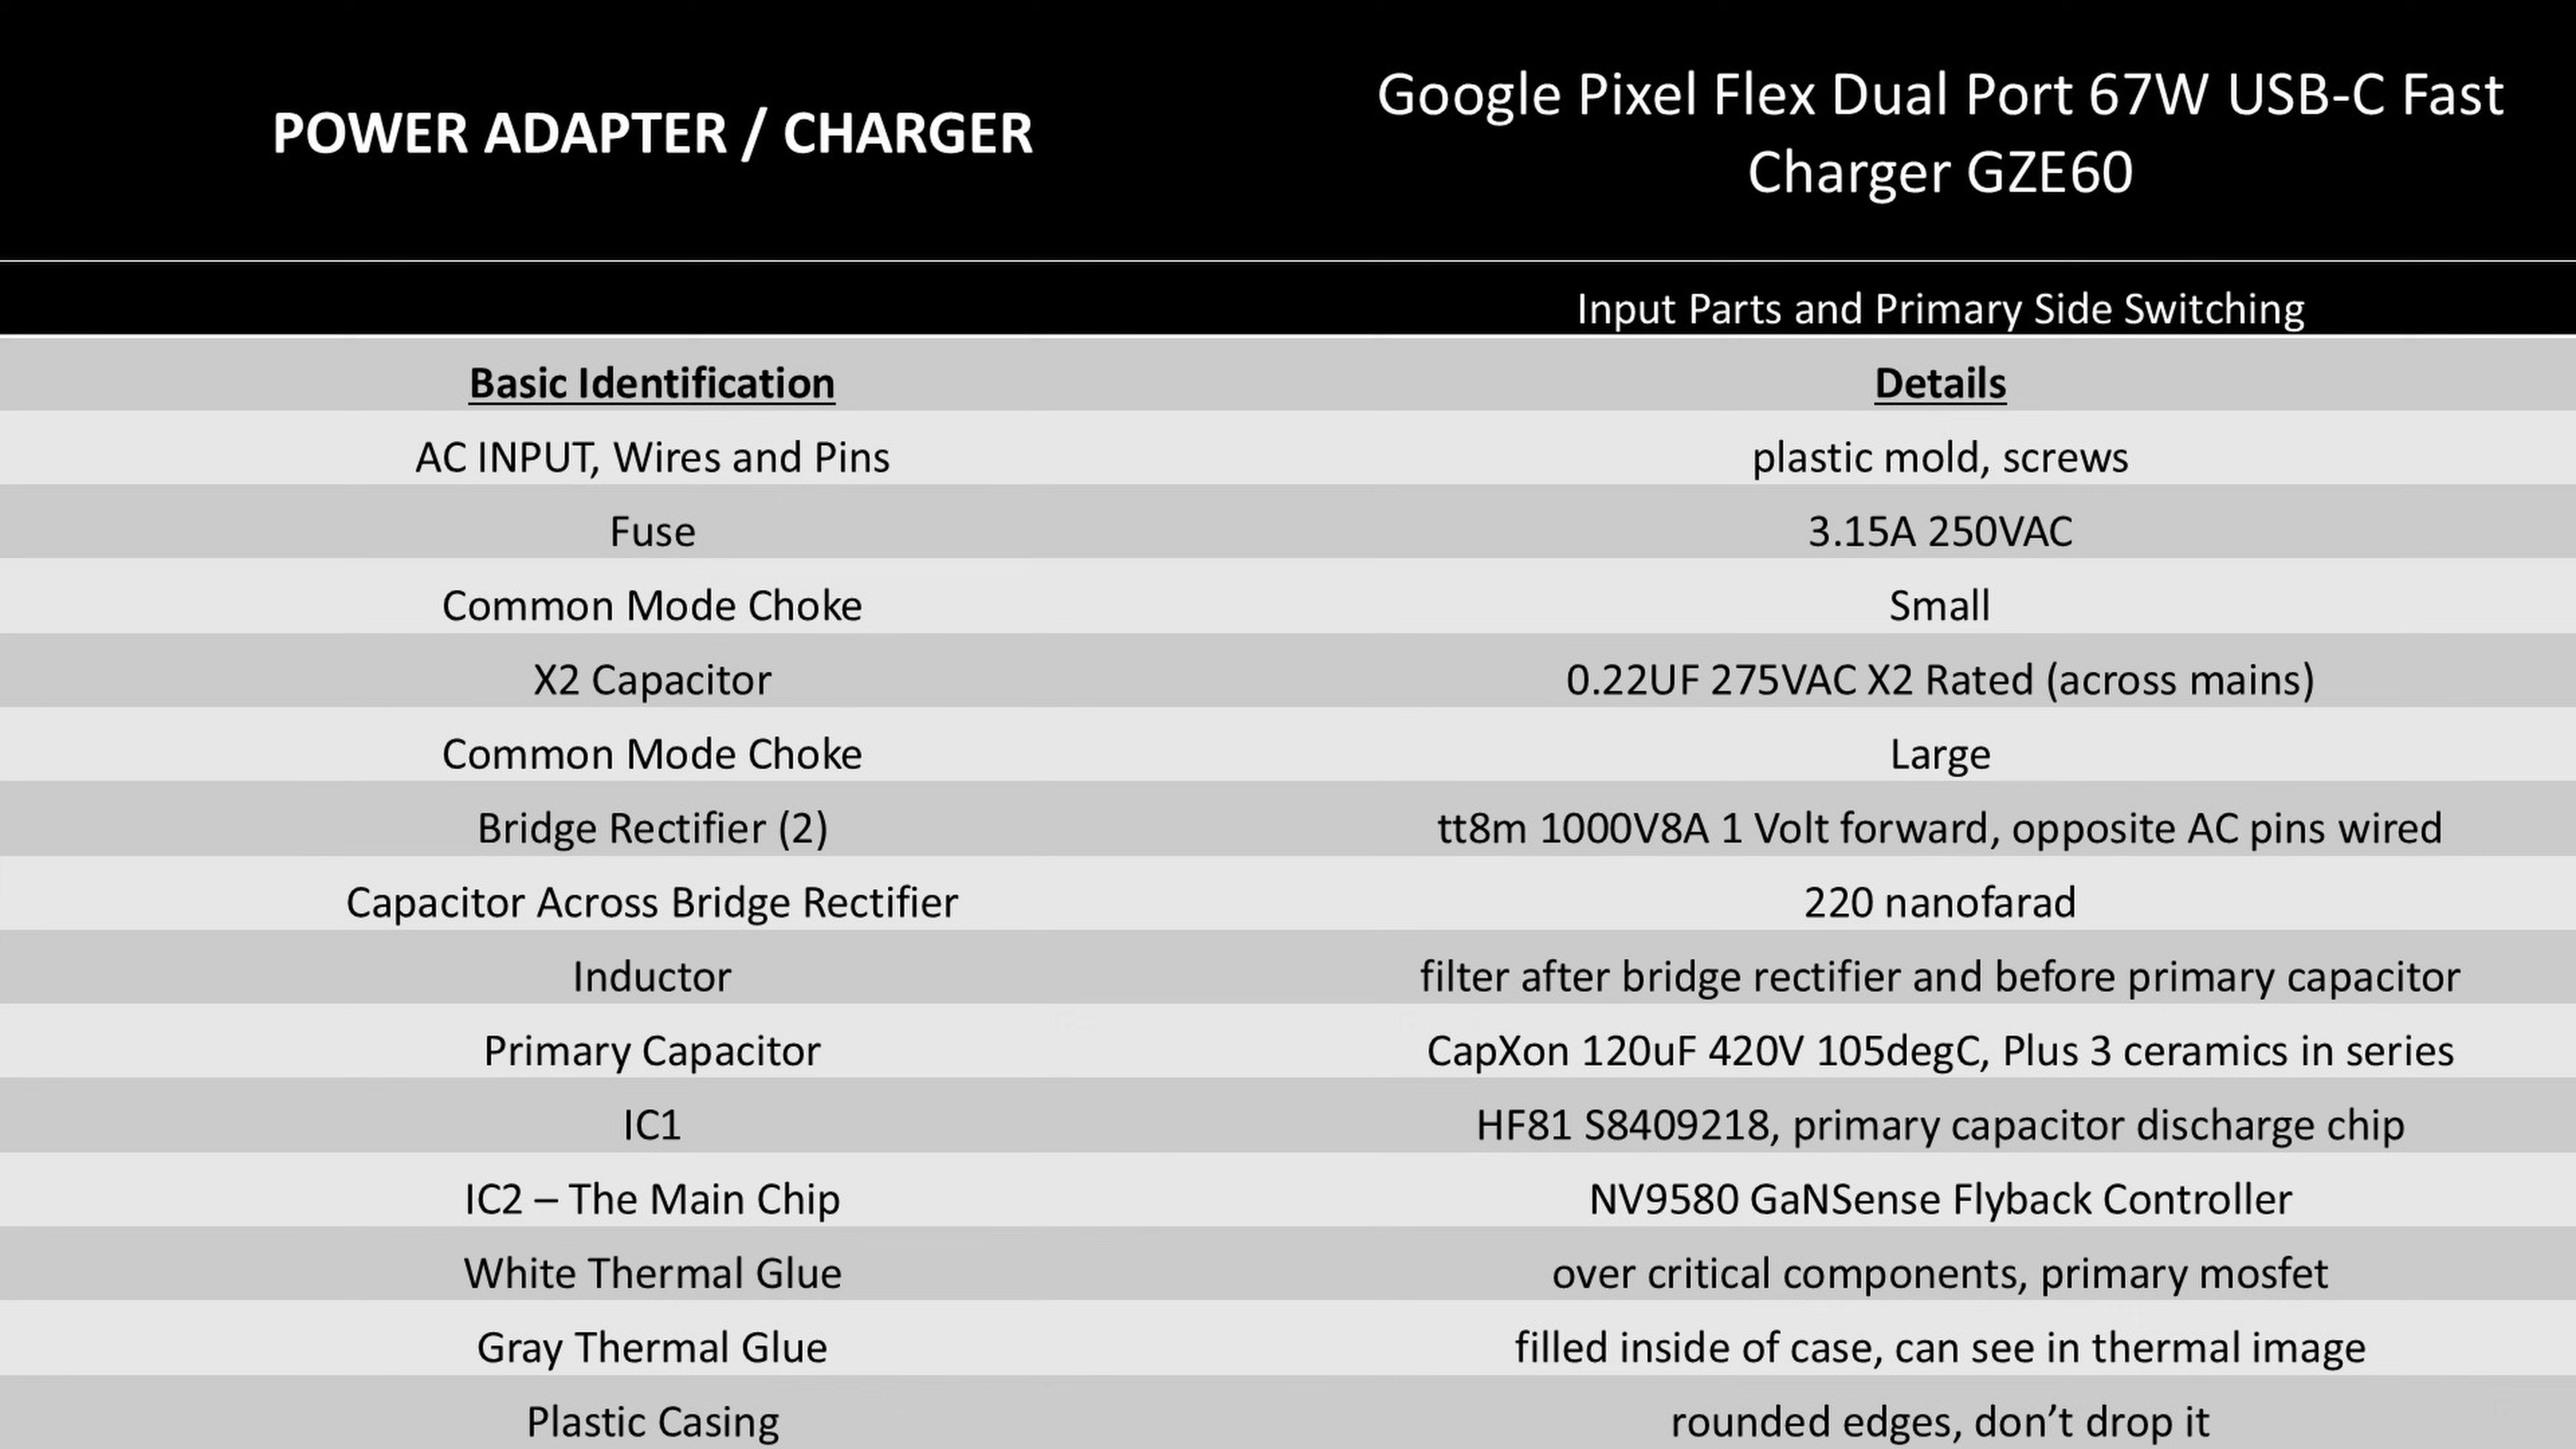 POWER ADAPTER / CHARGER
Google Pixel Flex Dual Port 67W USB-C Fast
Charger GZE60
Input Parts and Primary Side Switching
Basic Identification
Details
AC INPUT, Wires and Pins
plastic mold, screws
Fuse
3.15A 250VAC
Common Mode Choke
Small
X2 Capacitor
0.22UF 275VAC X2 Rated (across mains)
Common Mode Choke
Large
Bridge Rectifier (2)
tt8m 1000V8A 1 Volt forward, opposite AC pins wired
Capacitor Across Bridge Rectifier
220 nanofarad
Inductor
filter after bridge rectifier and before primary capacitor
Primary Capacitor
CapXon 120uF 420V 105degC, Plus 3 ceramics in series
IC1
HF81 S8409218, primary capacitor discharge chip
IC2 – The Main Chip
NV9580 GaNSense Flyback Controller
White Thermal Glue
over critical components, primary mosfet
Gray Thermal Glue
filled inside of case, can see in thermal image
Plastic Casing
rounded edges, don’t drop it